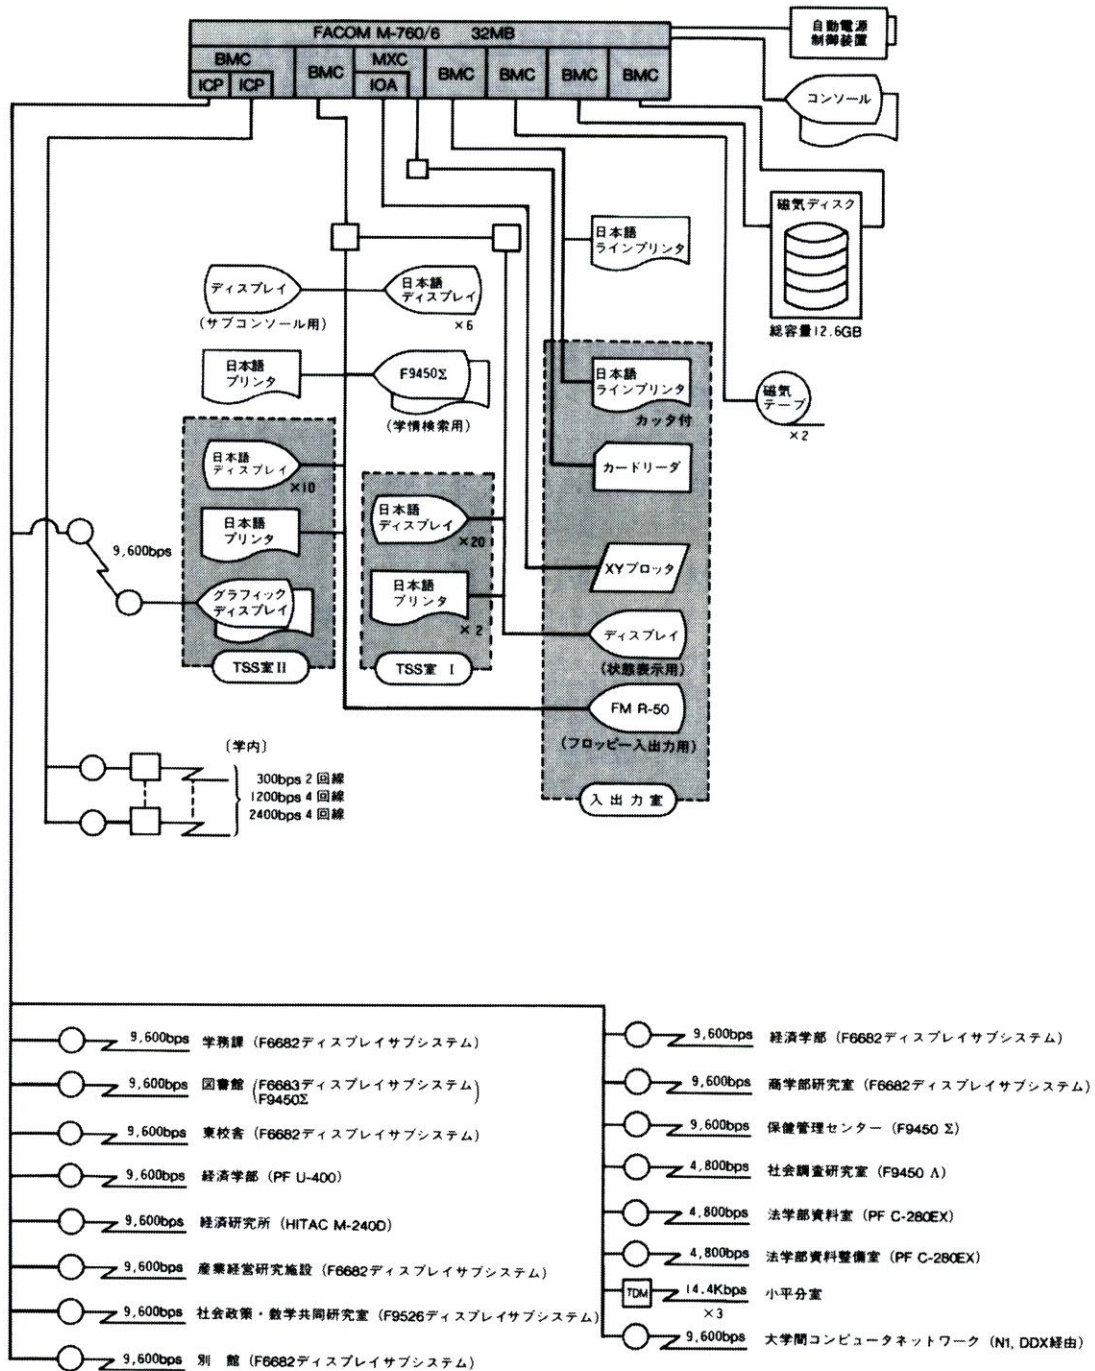 FACOM M-760/6 32MB
自動電源
制御装置
BMC
ICP ICP
BMC
MXC
IOA
BMC
BMC
BMC
BMC
コンソール
磁気ディスク
総容量12.6GB
日本語
ラインプリンタ
ディスプレイ
(サブコンソール用)
日本語
ディスプレイ
×6
日本語
プリンタ
F9450Σ
(学情検索用)
日本語
ラインプリンタ
カッタ付
磁気
テープ
×2
カードリーダ
日本語
ディスプレイ
×10
日本語
プリンタ
グラフィック
ディスプレイ
TSS室 II
9,600bps
日本語
ディスプレイ
×20
日本語
プリンタ
×2
TSS室 I
XYプロッタ
ディスプレイ
(状態表示用)
FM R-50
(フロッピー入出力用)
入出力室
〔学内〕
300bps 2 回線
1200bps 4 回線
2400bps 4 回線
9,600bps 学務課 (F6682ディスプレイサブシステム)
9,600bps 図書館 (F6683ディスプレイサブシステム
F9450Σ)
9,600bps 東校舎 (F6682ディスプレイサブシステム)
9,600bps 経済学部 (PF U-400)
9,600bps 経済研究所 (HITAC M-240D)
9,600bps 産業経営研究施設 (F6682ディスプレイサブシステム)
9,600bps 社会政策・数学共同研究室 (F9526ディスプレイサブシステム)
9,600bps 別 館 (F6682ディスプレイサブシステム)
9,600bps 経済学部 (F6682ディスプレイサブシステム)
9,600bps 商学部研究室 (F6682ディスプレイサブシステム)
9,600bps 保健管理センター (F9450 Σ)
4,800bps 社会調査研究室 (F9450 Λ)
4,800bps 法学部資料室 (PF C-280EX)
4,800bps 法学部資料整備室 (PF C-280EX)
TDM 14.4Kbps 小平分室
×3
9,600bps 大学間コンピュータネットワーク (N1, DDX経由)